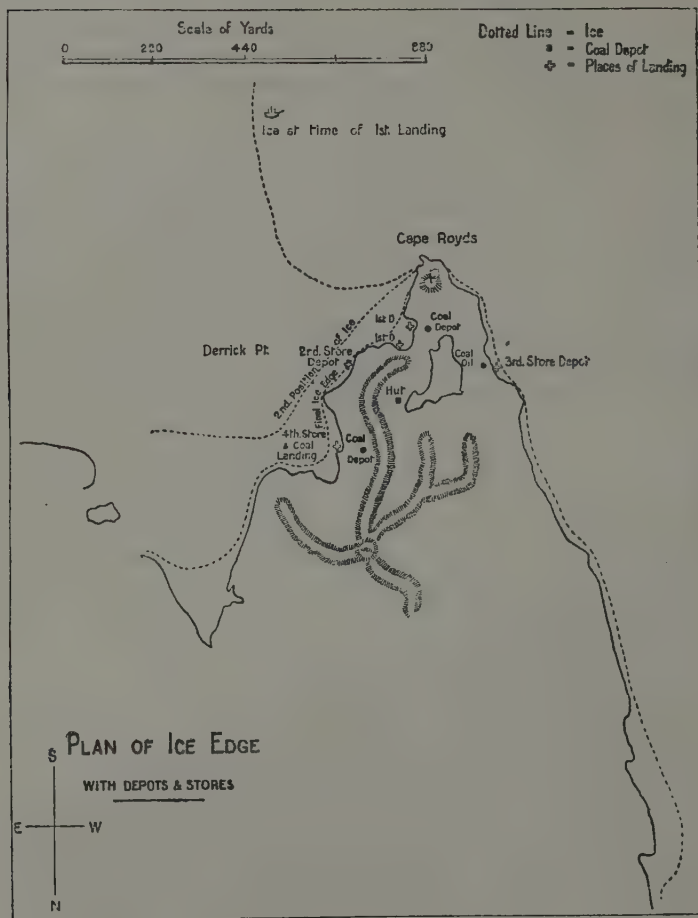 Scale of Yards
0 220 440 880
Dotted Line = Ice
= Coal Depot
= Places of Landing
Ice at time of 1st Landing
Cape Royds
1st D
1st D
Coal
Depot
Derrick Pt.
2nd. Position of Ice
2nd. Store
Depot
Final Ice Edge
Coal
Oil
3rd. Store Depot
Hut
4th. Store
& Coal
Landing
Coal
Depot
PLAN OF ICE EDGE
WITH DEPOTS & STORES
S
E W
N